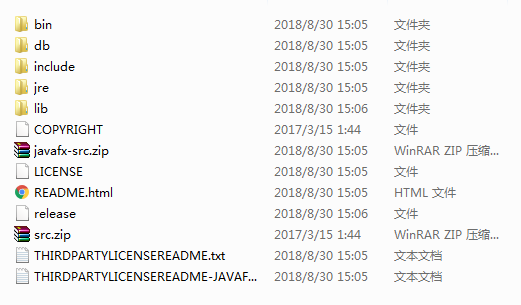 bin 2018/8/30 15:05 文件夹
db 2018/8/30 15:05 文件夹
include 2018/8/30 15:05 文件夹
jre 2018/8/30 15:05 文件夹
lib 2018/8/30 15:06 文件夹
COPYRIGHT 2017/3/15 1:44 文件
javafx-src.zip 2018/8/30 15:05 WinRAR ZIP 压缩...
LICENSE 2018/8/30 15:05 文件
README.html 2018/8/30 15:05 HTML 文件
release 2018/8/30 15:06 文件
src.zip 2017/3/15 1:44 WinRAR ZIP 压缩...
THIRDPARTYLICENSEREADME.txt 2018/8/30 15:05 文本文档
THIRDPARTYLICENSEREADME-JAVAF... 2018/8/30 15:05 文本文档